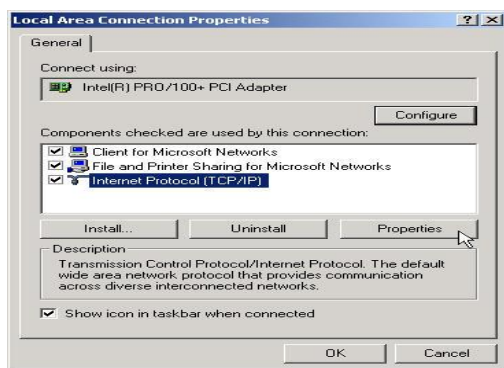 Local Area Connection Properties
General
Connect using:
Intel(R) PRO/100+ PCI Adapter
Configure
Components checked are used by this connection:
Client for Microsoft Networks
File and Printer Sharing for Microsoft Networks
Internet Protocol (TCP/IP)
Install... Uninstall Properties
Description
Transmission Control Protocol/Internet Protocol. The default
wide area network protocol that provides communication
across diverse interconnected networks.
Show icon in taskbar when connected
OK Cancel